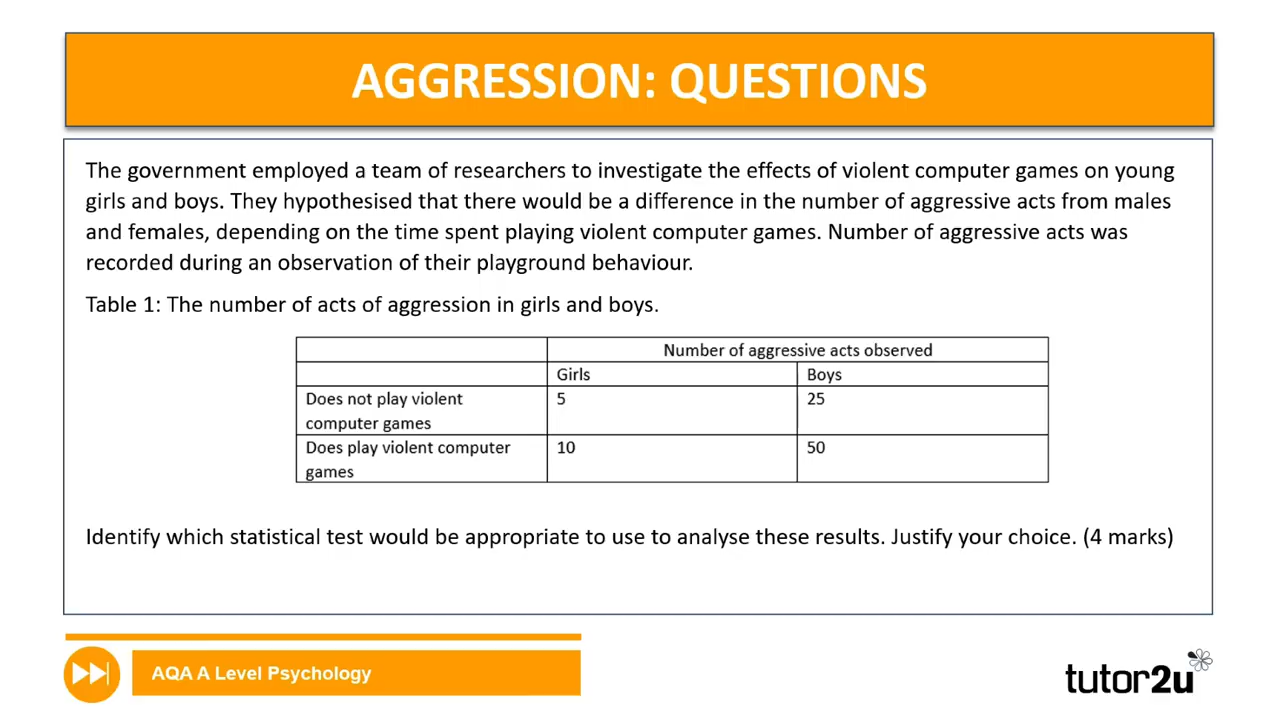 AGGRESSION: QUESTIONS
The government employed a team of researchers to investigate the effects of violent computer games on young
girls and boys. They hypothesised that there would be a difference in the number of aggressive acts from males
and females, depending on the time spent playing violent computer games. Number of aggressive acts was
recorded during an observation of their playground behaviour.
Table 1: The number of acts of aggression in girls and boys.
Number of aggressive acts observed
Girls Boys
Does not play violent 5 25
computer games
Does play violent computer 10 50
games
Identify which statistical test would be appropriate to use to analyse these results. Justify your choice. (4 marks)
AQA A Level Psychology
tutor2u